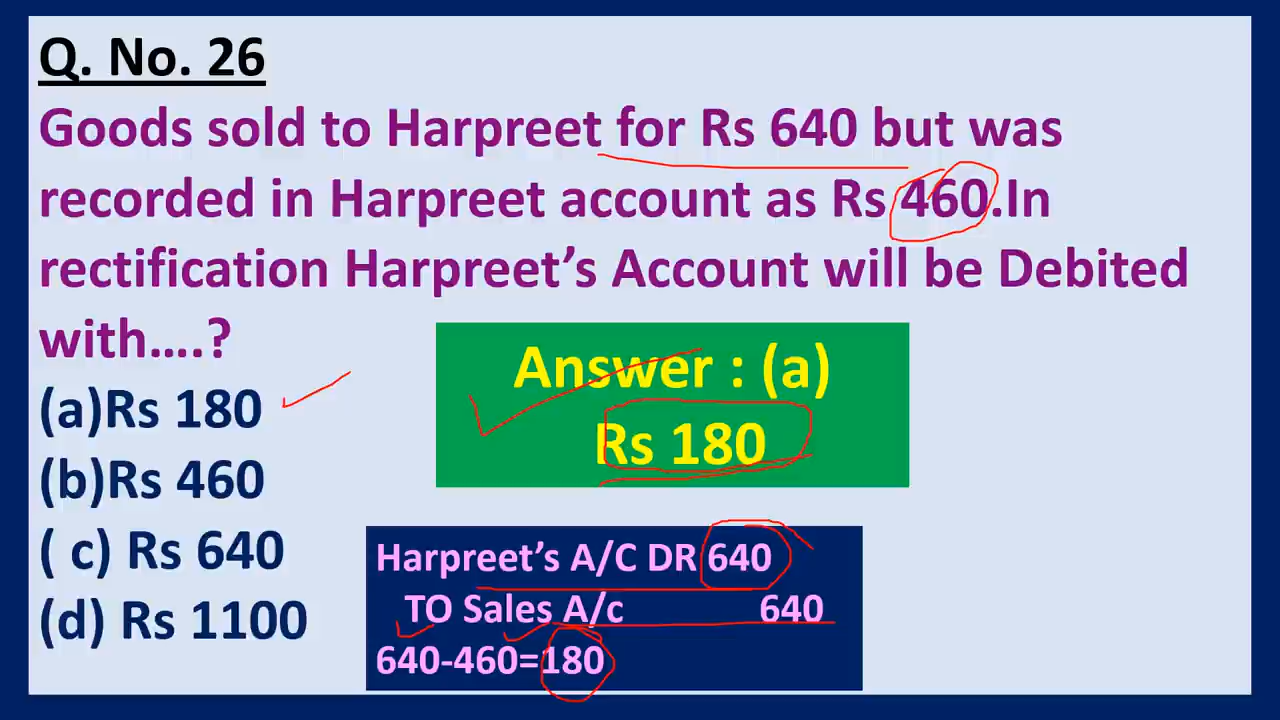 Q. No. 26
Goods sold to Harpreet for Rs 640 but was
recorded in Harpreet account as Rs 460.In
rectification Harpreet’s Account will be Debited
with....?
(a)Rs 180
(b)Rs 460
( c) Rs 640
(d) Rs 1100
Answer : (a)
Rs 180
Harpreet’s A/C DR 640
TO Sales A/c 640
640-460=180